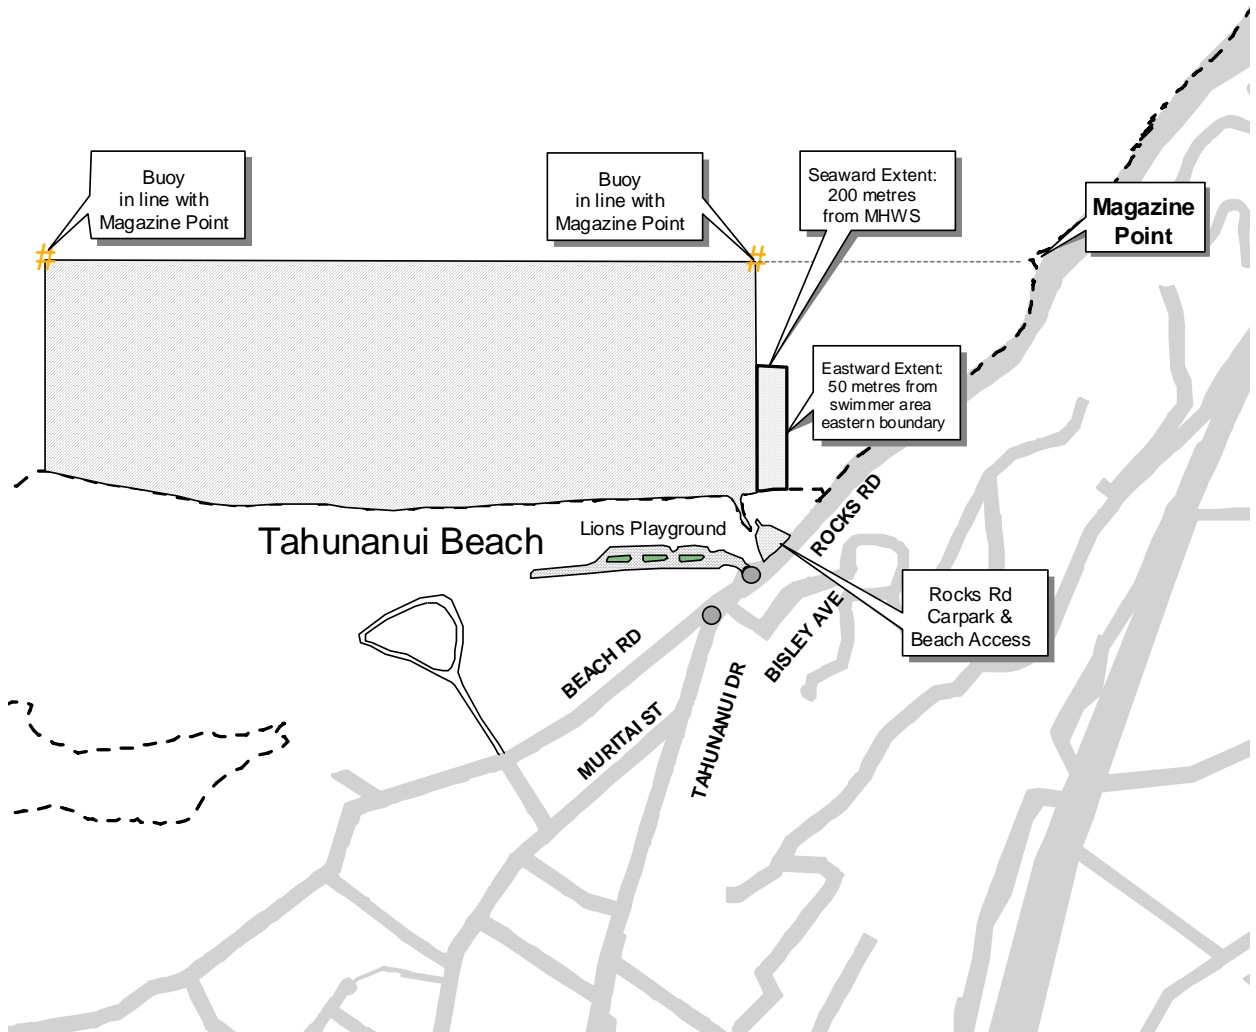 Buoy
in line with
Magazine Point
Buoy
in line with
Magazine Point
Seaward Extent:
200 metres
from MHWS
Magazine
Point
Eastward Extent:
50 metres from
swimmer area
eastern boundary
Tahunanui Beach
Lions Playground
ROCKS RD
Rocks Rd
Carpark &
Beach Access
BISLEY AVE
BEACH RD
MURITAI ST
TAHUNANUI DR